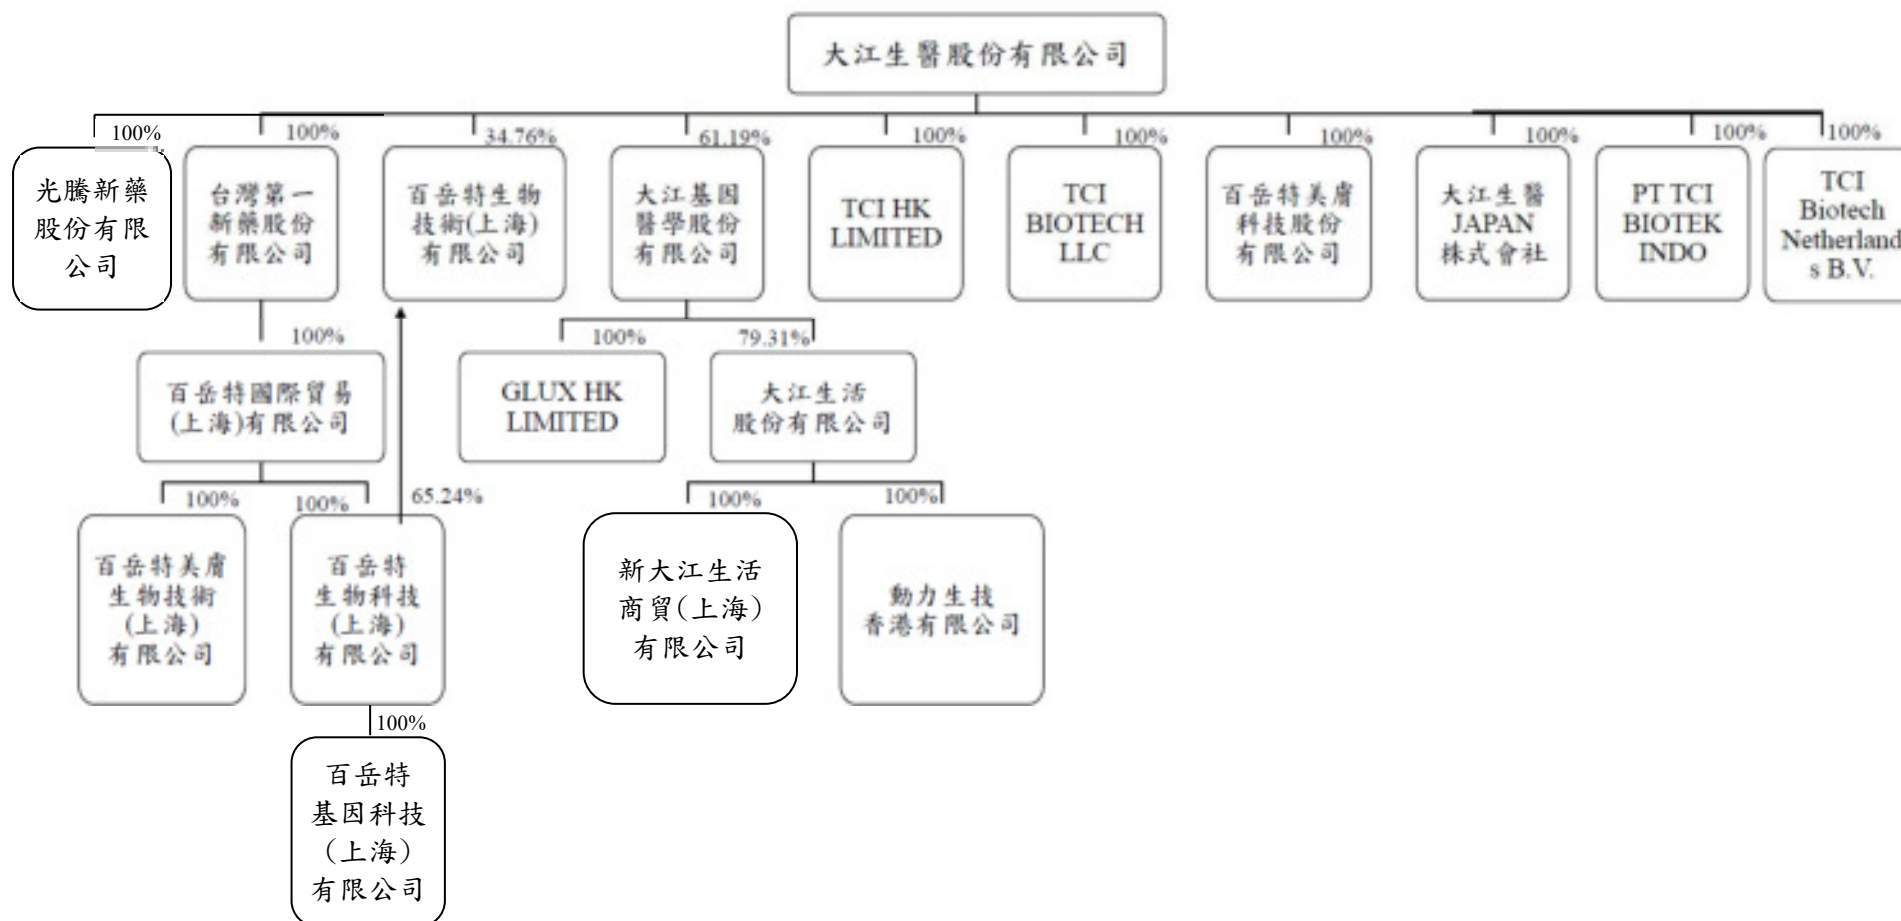 大江生醫股份有限公司
100%
100%
34.76%
61.19%
100%
100%
100%
100%
100%
100%
光騰新藥
股份有限
公司
台灣第一
新藥股份
有限公司
百岳特生物
技術(上海)
有限公司
大江基因
醫學股份
有限公司
TCI HK
LIMITED
TCI
BIOTECH
LLC
百岳特美膚
科技股份
有限公司
大江生醫
JAPAN
株式會社
PT TCI
BIOTEK
INDO
TCI
Biotech
Netherland
s B.V.
100%
100%
79.31%
百岳特國際貿易
(上海)有限公司
GLUX HK
LIMITED
大江生活
股份有限公司
100%
100%
65.24%
100%
100%
百岳特美膚
生物技術
(上海)
有限公司
百岳特
生物科技
(上海)
有限公司
新大江生活
商貿(上海)
有限公司
動力生技
香港有限公司
100%
百岳特
基因科技
(上海)
有限公司